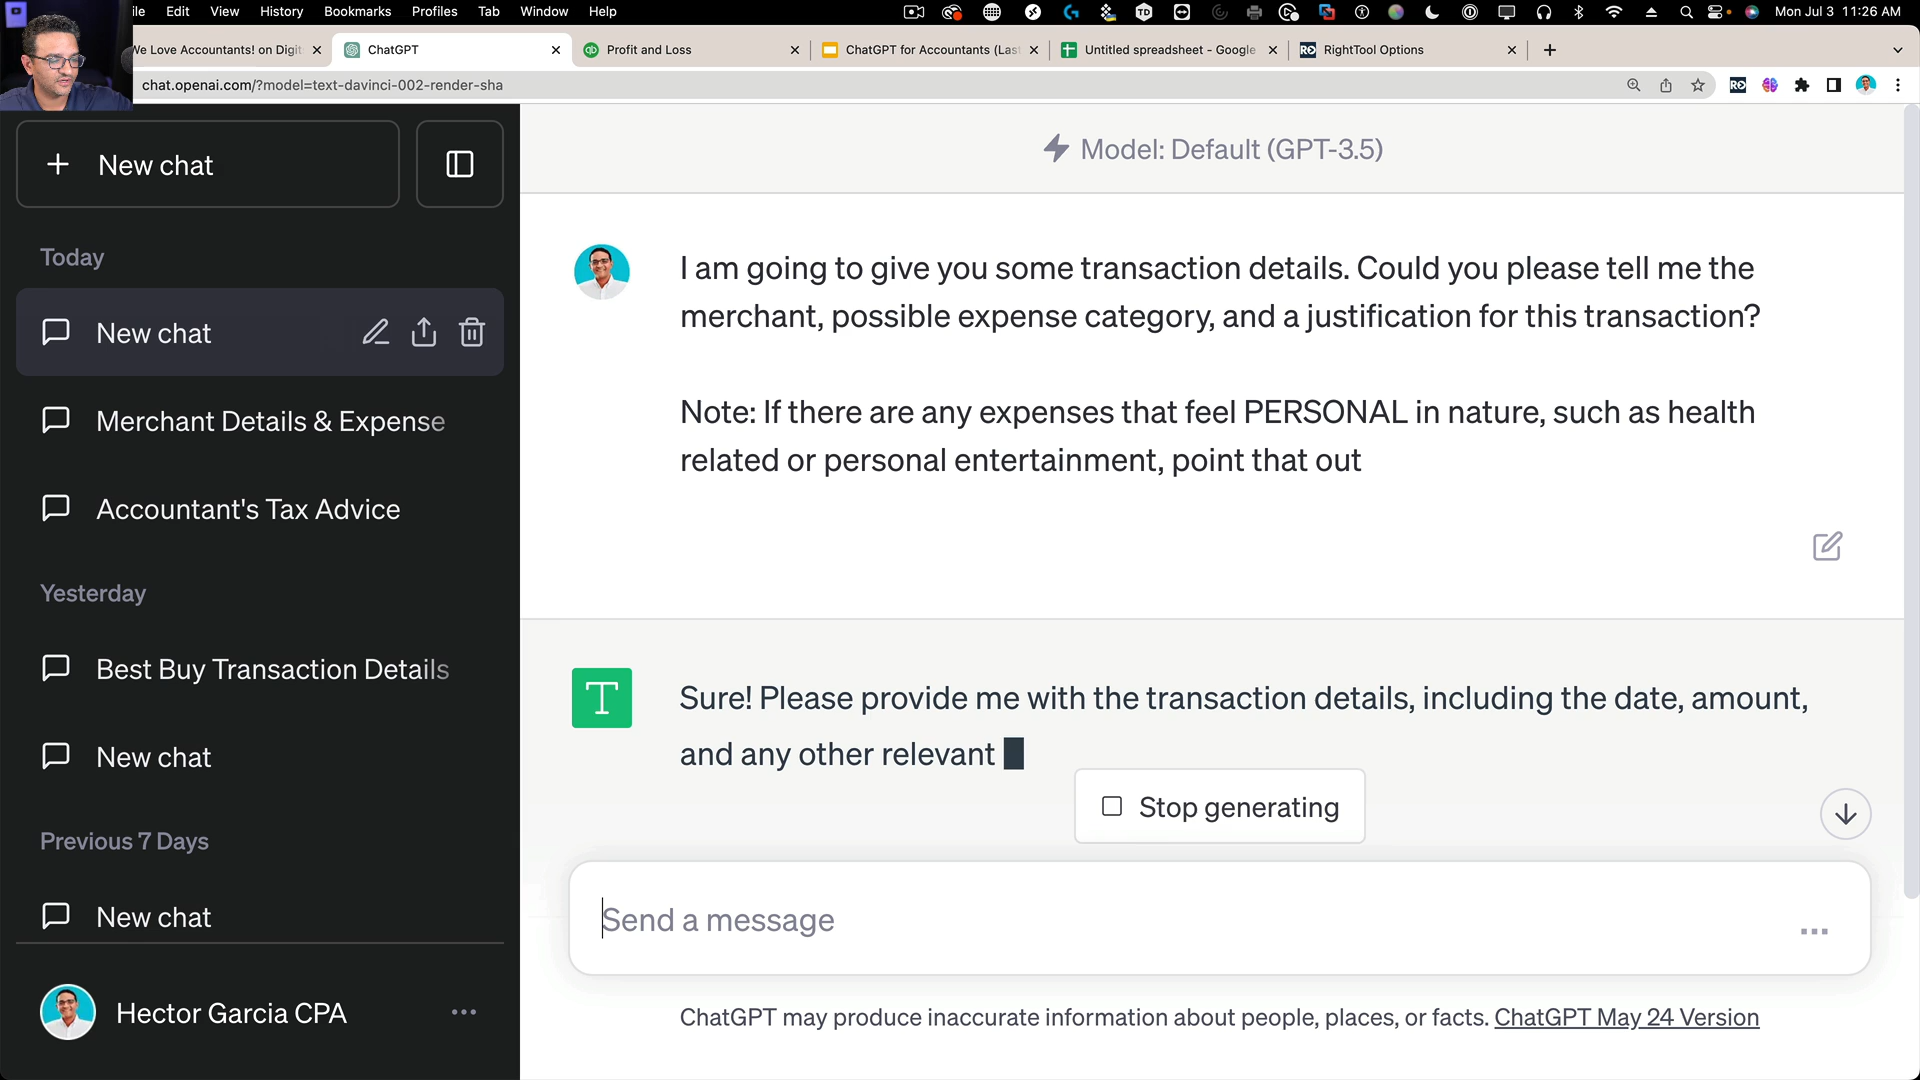 ile Edit View History Bookmarks Profiles Tab Window Help
Mon Jul 3 11:26 AM
We Love Accountants! on Digit
ChatGPT
Profit and Loss
ChatGPT for Accountants (Las
Untitled spreadsheet - Google
RightTool Options
chat.openai.com/?model=text-davinci-002-render-sha
New chat
Today
New chat
Merchant Details & Expense
Accountant's Tax Advice
Yesterday
Best Buy Transaction Details
New chat
Previous 7 Days
New chat
Hector Garcia CPA
Model: Default (GPT-3.5)
I am going to give you some transaction details. Could you please tell me the
merchant, possible expense category, and a justification for this transaction?
Note: If there are any expenses that feel PERSONAL in nature, such as health
related or personal entertainment, point that out
Sure! Please provide me with the transaction details, including the date, amount,
and any other relevant
Stop generating
Send a message
ChatGPT may produce inaccurate information about people, places, or facts. ChatGPT May 24 Version